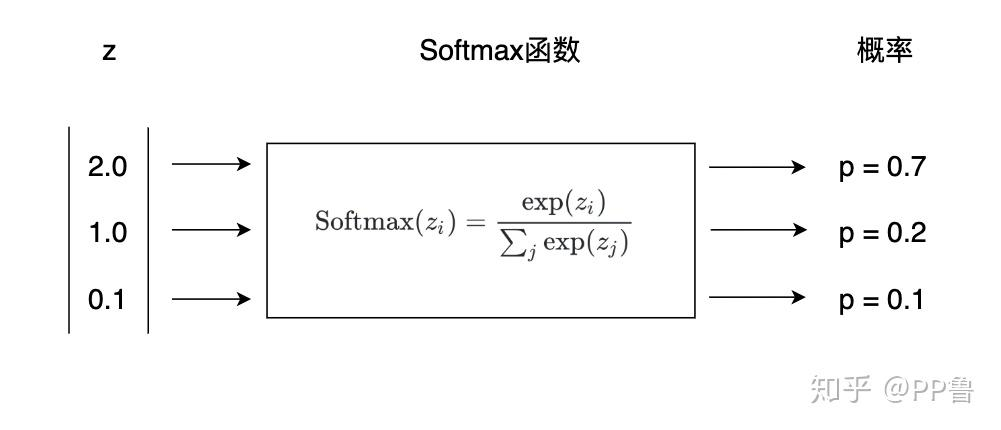 z Softmax函数 概率
2.0 p = 0.7
Softmax(z_i) = exp(z_i) / ∑_j exp(z_j)
1.0 p = 0.2
0.1 p = 0.1
知乎 @PP鲁